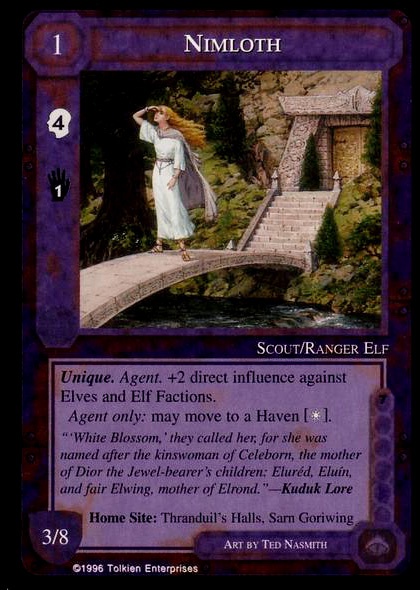 1
NIMLOTH
4
1
SCOUT/RANGER ELF
Unique. Agent. +2 direct influence against
Elves and Elf Factions.
Agent only: may move to a Haven [☀].
“‘White Blossom,’ they called her, for she was
named after the kinswoman of Celeborn, the mother
of Dior the Jewel-bearer's children: Eluréd, Eluín,
and fair Elwing, mother of Elrond.”—Kuduk Lore
Home Site: Thranduil's Halls, Sarn Goriwing
3/8
ART BY TED NASMITH
©1996 Tolkien Enterprises